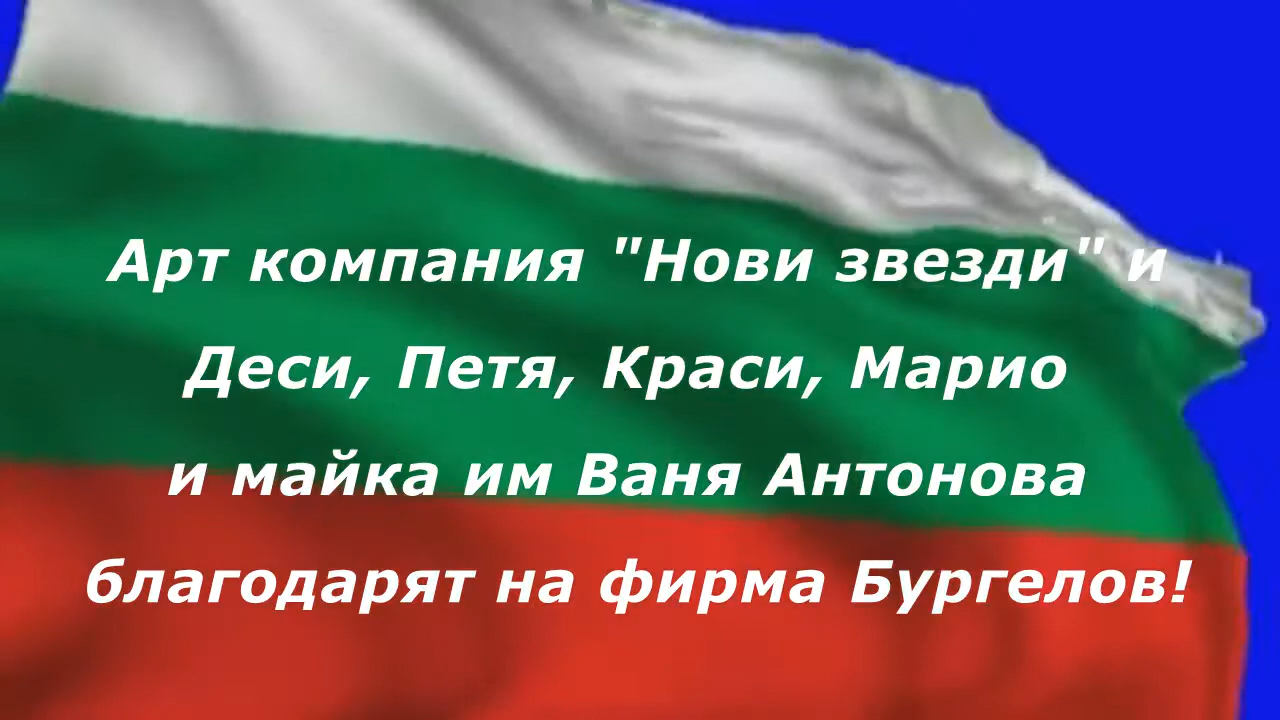 Арт компания "Нови звезди" и
Деси, Петя, Краси, Марио
и майка им Ваня Антонова
благодарят на фирма Бургелов!